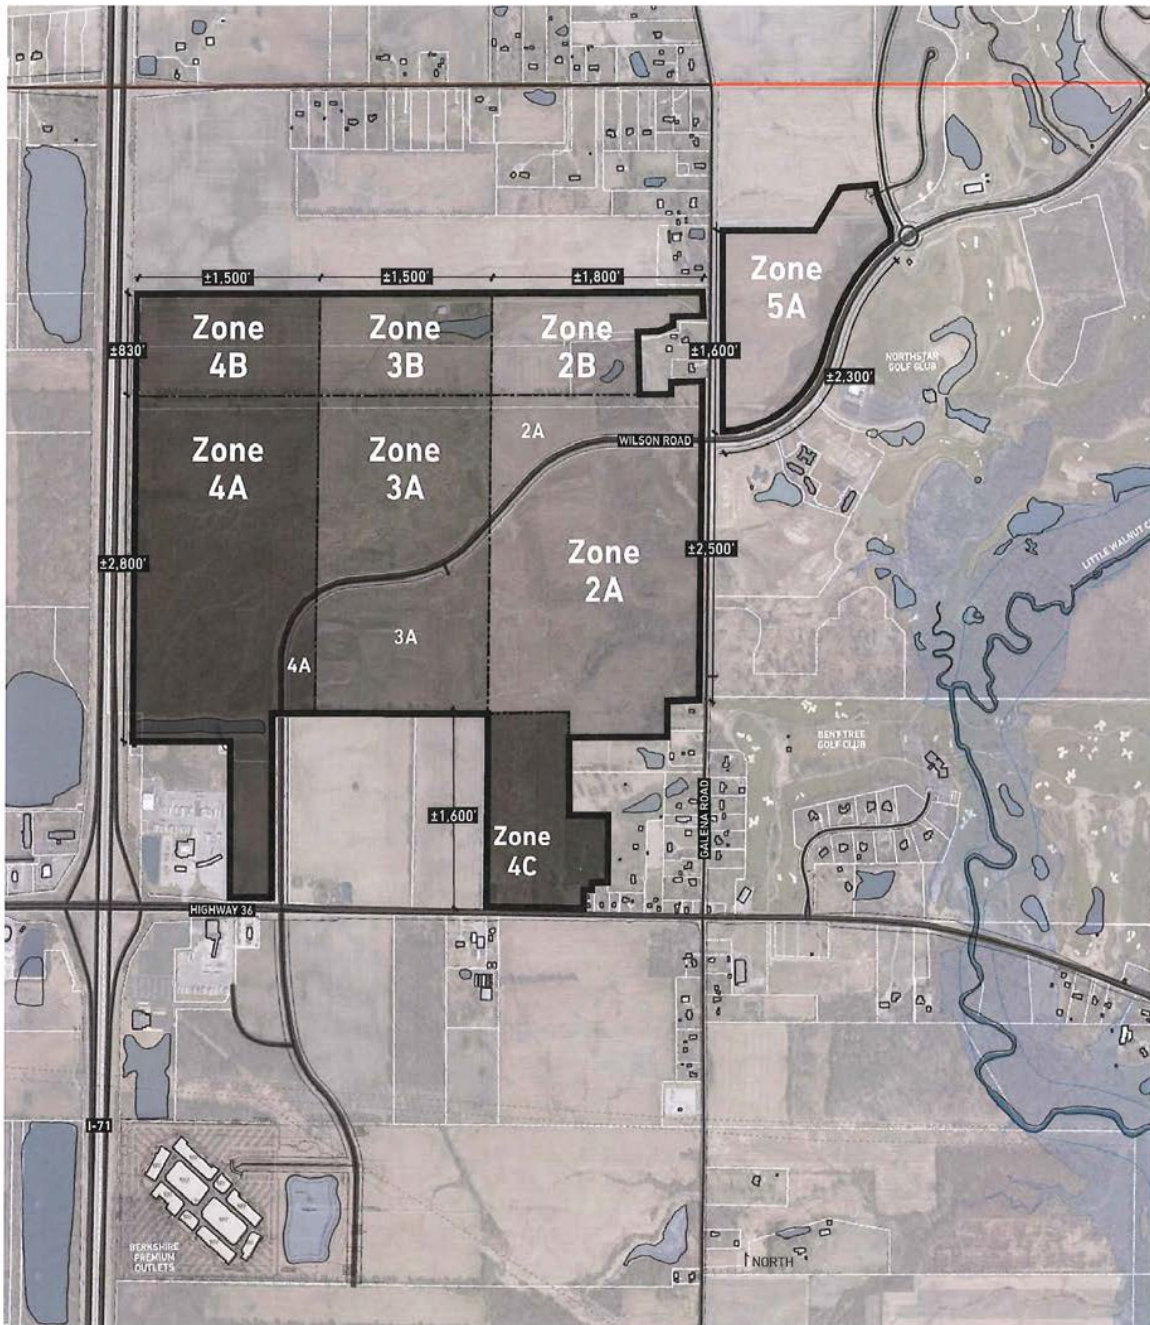 ±1,500'
±1,500'
±1,800'
Zone
5A
Zone
4B
Zone
3B
Zone
2B
±830'
±1,600'
NORTHSTAR
GOLF CLUB
±2,300'
2A
WILSON ROAD
Zone
4A
Zone
3A
±2,800'
±2,500'
Zone
2A
LITTLE WALNUT C
3A
4A
BENT TREE
GOLF CLUB
±1,600'
GALENA ROAD
Zone
4C
HIGHWAY 36
I-71
BERKSHIRE
PREMIUM
OUTLETS
NORTH